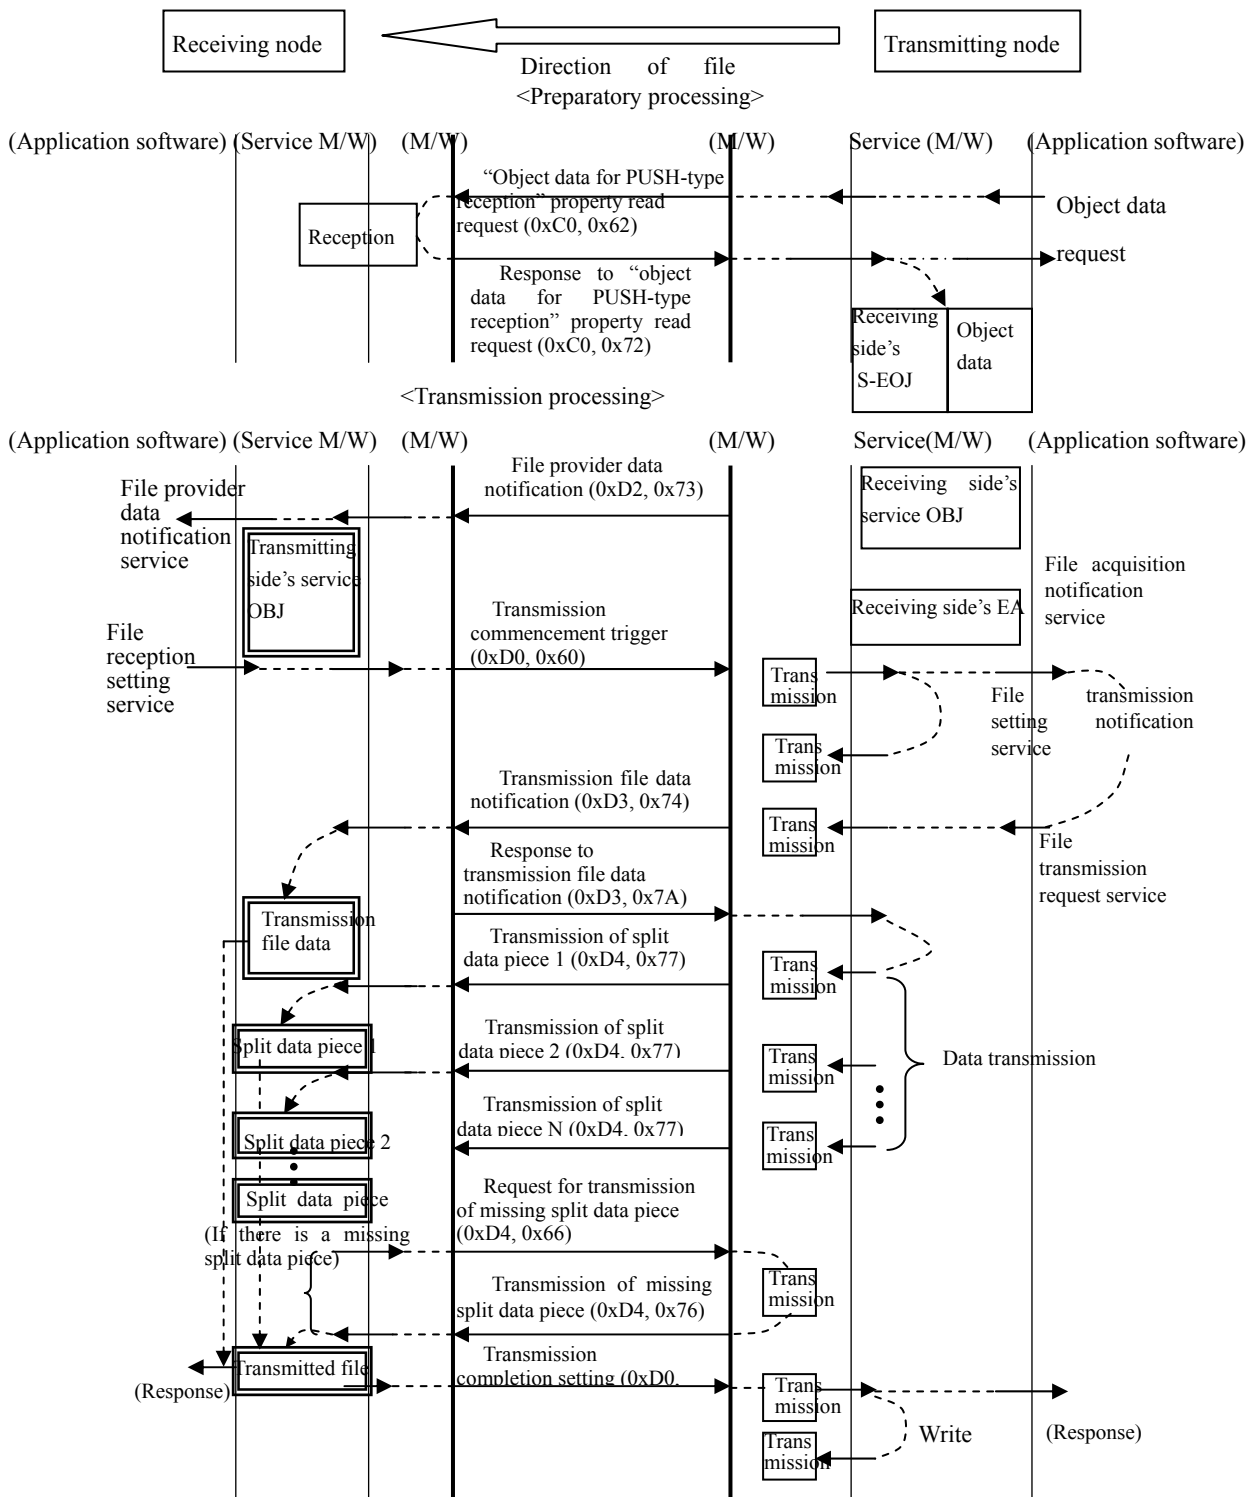 Receiving node
Transmitting node
Direction of file
<Preparatory processing>
(Application software) (Service M/W) (M/W) (M/W) Service (M/W) (Application software)
“Object data for PUSH-type
reception” property read
request (0xC0, 0x62)
Object data
request
Reception
Response to “object
data for PUSH-type
reception” property read
request (0xC0, 0x72)
Receiving
side’s
S-EOJ
Object
data
<Transmission processing>
(Application software) (Service M/W) (M/W) (M/W) Service(M/W) (Application software)
File provider data
notification (0xD2, 0x73)
File provider
data
notification
service
Receiving side’s
service OBJ
Transmitting
side’s service
OBJ
File acquisition
notification
service
Receiving side’s EA
Transmission
commencement trigger
(0xD0, 0x60)
File
reception
setting
service
Trans
mission
File
setting
service
transmission
notification
Trans
mission
Transmission file data
notification (0xD3, 0x74)
Trans
mission
File
transmission
request service
Response to
transmission file data
notification (0xD3, 0x7A)
Transmission
file data
Transmission of split
data piece 1 (0xD4, 0x77)
Trans
mission
Split data piece 1
Transmission of split
data piece 2 (0xD4, 0x77)
Trans
mission
Data transmission
Split data piece 2
Transmission of split
data piece N (0xD4, 0x77)
Trans
mission
Split data piece
Request for transmission
of missing split data piece
(0xD4, 0x66)
(If there is a missing
split data piece)
Transmission of missing
split data piece (0xD4, 0x76)
Trans
mission
Transmitted file
(Response)
Transmission
completion setting (0xD0,
Trans
mission
Write
(Response)
Trans
mission